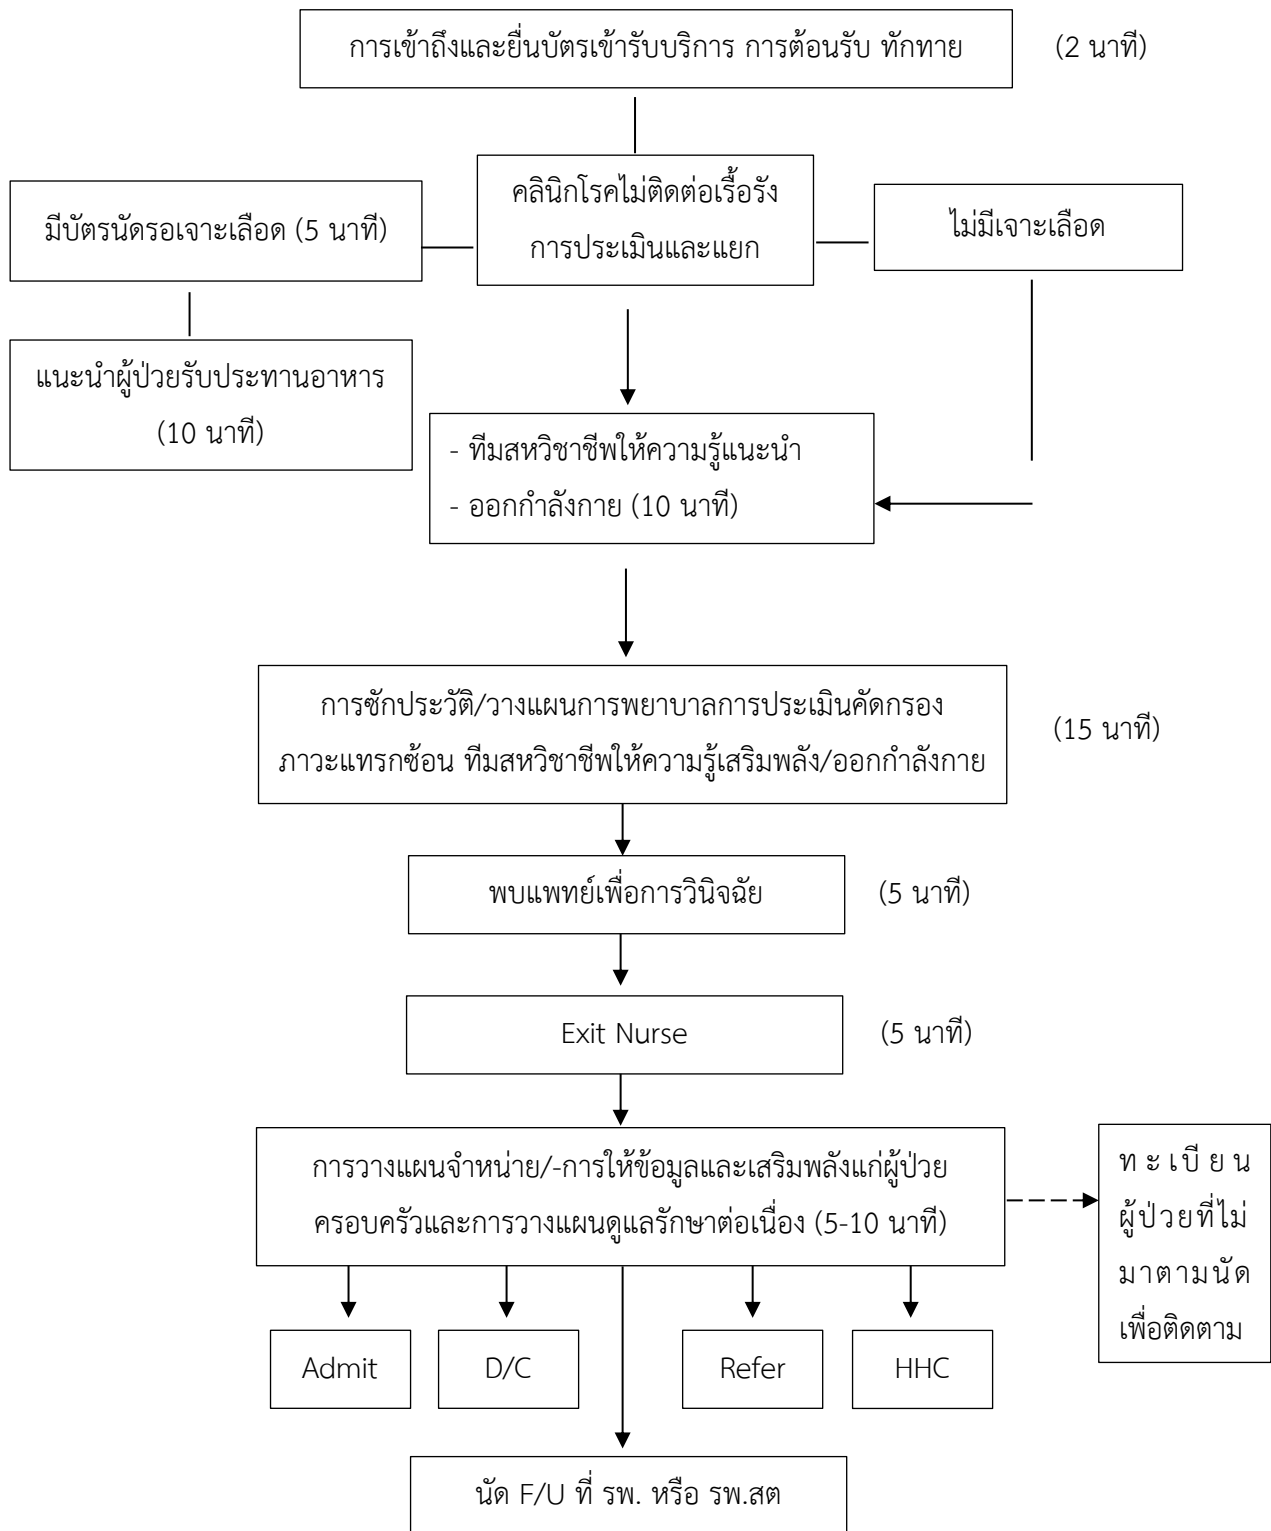 การเข้าถึงและยื่นบัตรเข้ารับบริการ การต้อนรับ ทักทาย
(2 นาที)
คลินิกโรคไม่ติดต่อเรื้อรัง
การประเมินและแยก
มีบัตรนัดรอเจาะเลือด (5 นาที)
ไม่มีเจาะเลือด
แนะนำผู้ป่วยรับประทานอาหาร
(10 นาที)
- ทีมสหวิชาชีพให้ความรู้แนะนำ
- ออกกำลังกาย (10 นาที)
การซักประวัติ/วางแผนการพยาบาลการประเมินคัดกรอง
ภาวะแทรกซ้อน ทีมสหวิชาชีพให้ความรู้เสริมพลัง/ออกกำลังกาย
(15 นาที)
พบแพทย์เพื่อการวินิจฉัย
(5 นาที)
Exit Nurse
(5 นาที)
การวางแผนจำหน่าย/-การให้ข้อมูลและเสริมพลังแก่ผู้ป่วย
ครอบครัวและการวางแผนดูแลรักษาต่อเนื่อง (5-10 นาที)
ทะเบียน
ผู้ป่วยที่ไม่
มาตามนัด
เพื่อติดตาม
Admit
D/C
Refer
HHC
นัด F/U ที่ รพ. หรือ รพ.สต